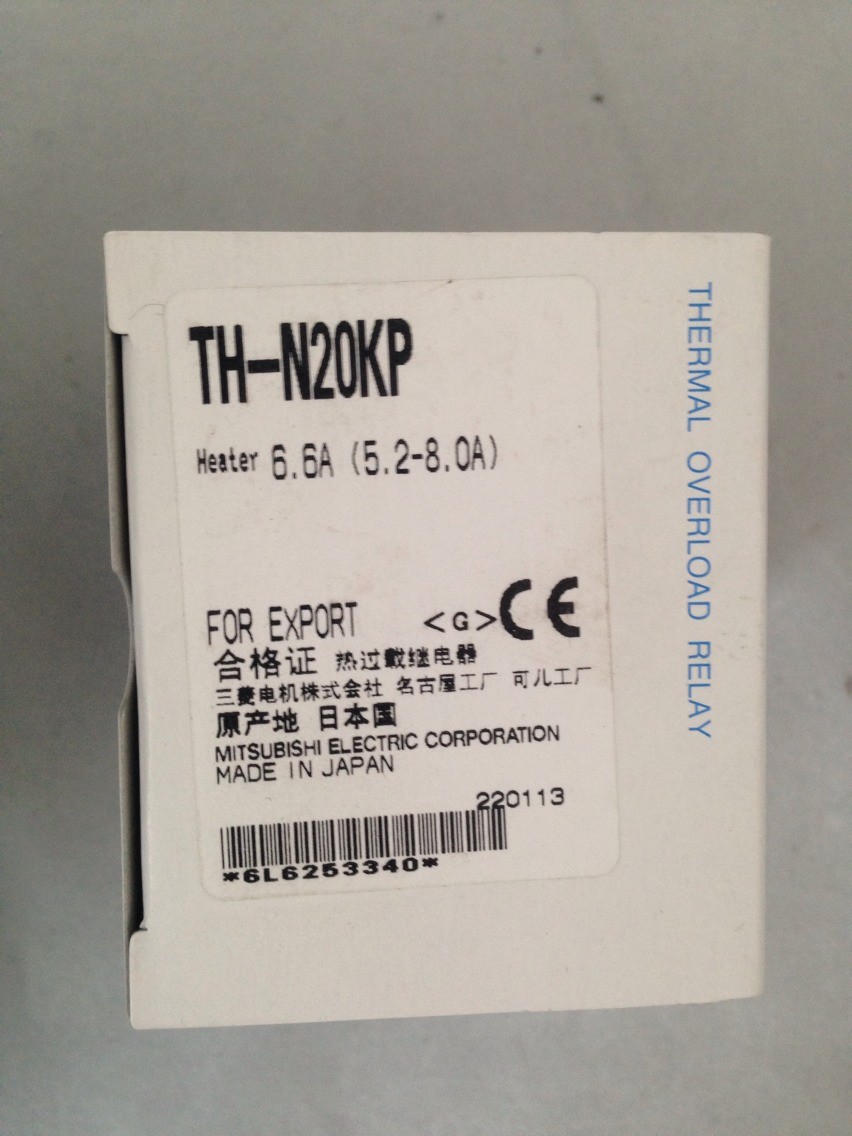 TH-N20KP
Heater 6.6A (5.2-8.0A)
FOR EXPORT <G> CE
合格证 热过载继电器
三菱电机株式会社 名古屋工厂 可儿工厂
原产地 日本国
MITSUBISHI ELECTRIC CORPORATION
MADE IN JAPAN
220113
*6L6253340*
THERMAL OVERLOAD RELAY